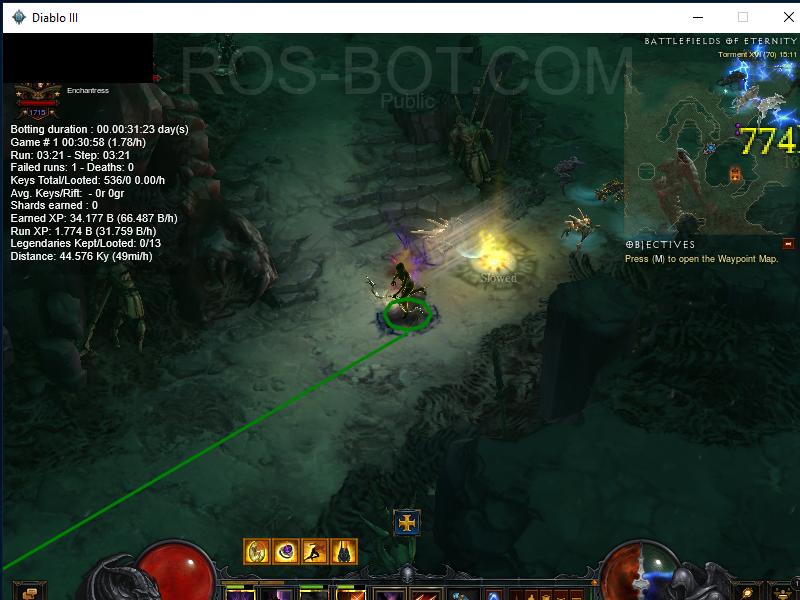 Diablo III
ROS-BOT.COM
Public
BATTLEFIELDS OF ETERNITY
Torment XVI (70) 15:11
Enchantress
1715
774
Botting duration : 00.00:31:23 day(s)
Game # 1 00:30:58 (1.78/h)
Run: 03:21 - Step: 03:21
Failed runs: 1 - Deaths: 0
Keys Total/Looted: 536/0 0.00/h
Avg. Keys/Rift:  - 0r 0gr
Shards earned : 0
Earned XP: 34.177 B (66.487 B/h)
Run XP: 1.774 B (31.759 B/h)
Legendaries Kept/Looted: 0/13
Distance: 44.576 Ky (49mi/h)
OBJECTIVES
Press (M) to open the Waypoint Map.
Slowed